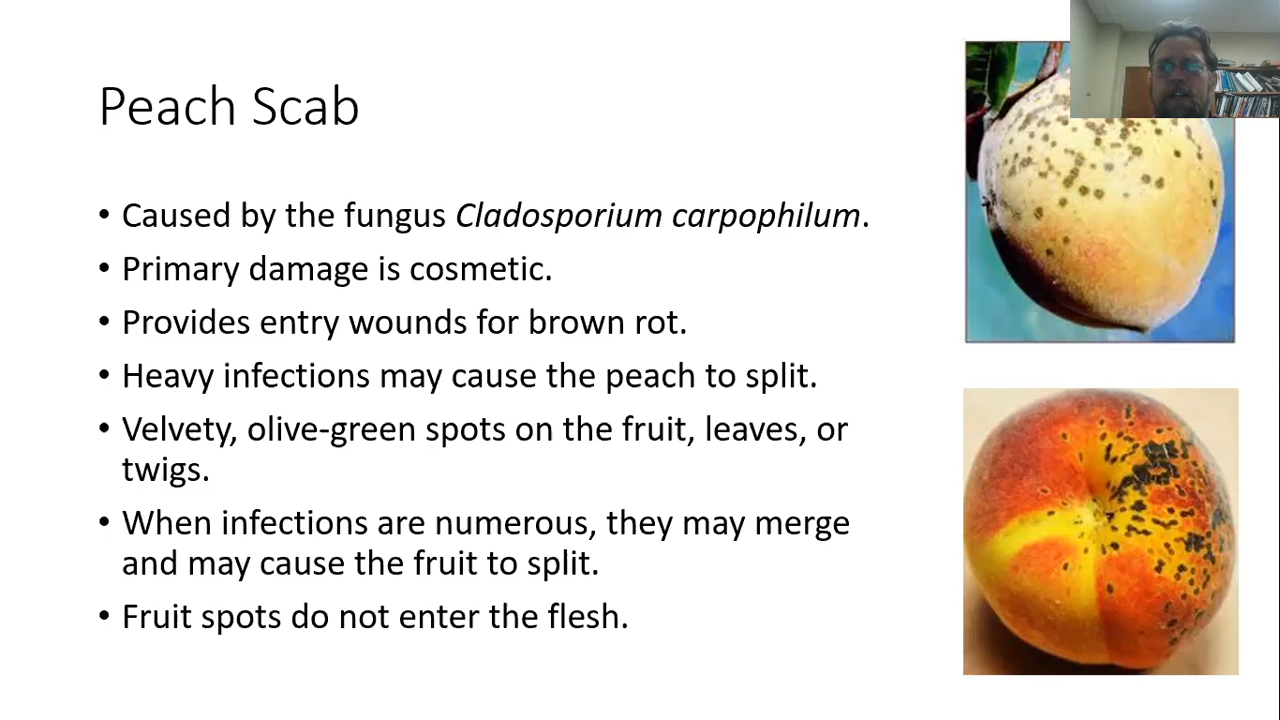 Peach Scab
• Caused by the fungus Cladosporium carpophilum.
• Primary damage is cosmetic.
• Provides entry wounds for brown rot.
• Heavy infections may cause the peach to split.
• Velvety, olive-green spots on the fruit, leaves, or
twigs.
• When infections are numerous, they may merge
and may cause the fruit to split.
• Fruit spots do not enter the flesh.